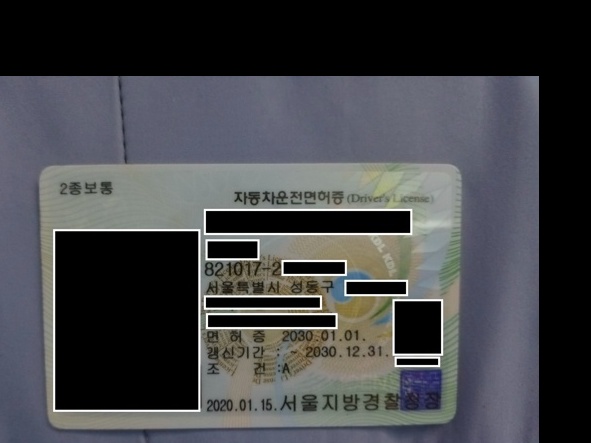 2종보통
자동차운전면허증 (Driver's License)
821017-2
서울특별시 성동구
면 허 증 2030.01.01.
갱신기간 : ~ 2030.12.31.
조 건 :A
2020.01.15. 서울지방경찰청장